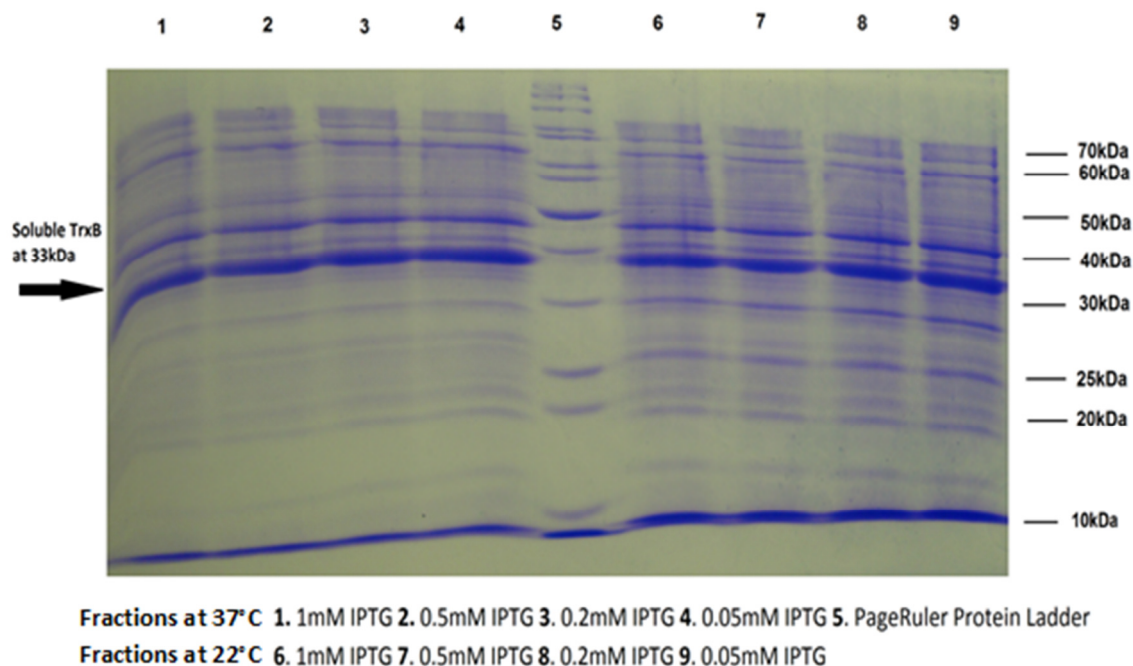 1 2 3 4 5 6 7 8 9
70kDa
60kDa
Soluble TrxB
at 33kDa
50kDa
40kDa
30kDa
25kDa
20kDa
10kDa
Fractions at 37°C 1. 1mM IPTG 2. 0.5mM IPTG 3. 0.2mM IPTG 4. 0.05mM IPTG 5. PageRuler Protein Ladder
Fractions at 22°C 6. 1mM IPTG 7. 0.5mM IPTG 8. 0.2mM IPTG 9. 0.05mM IPTG